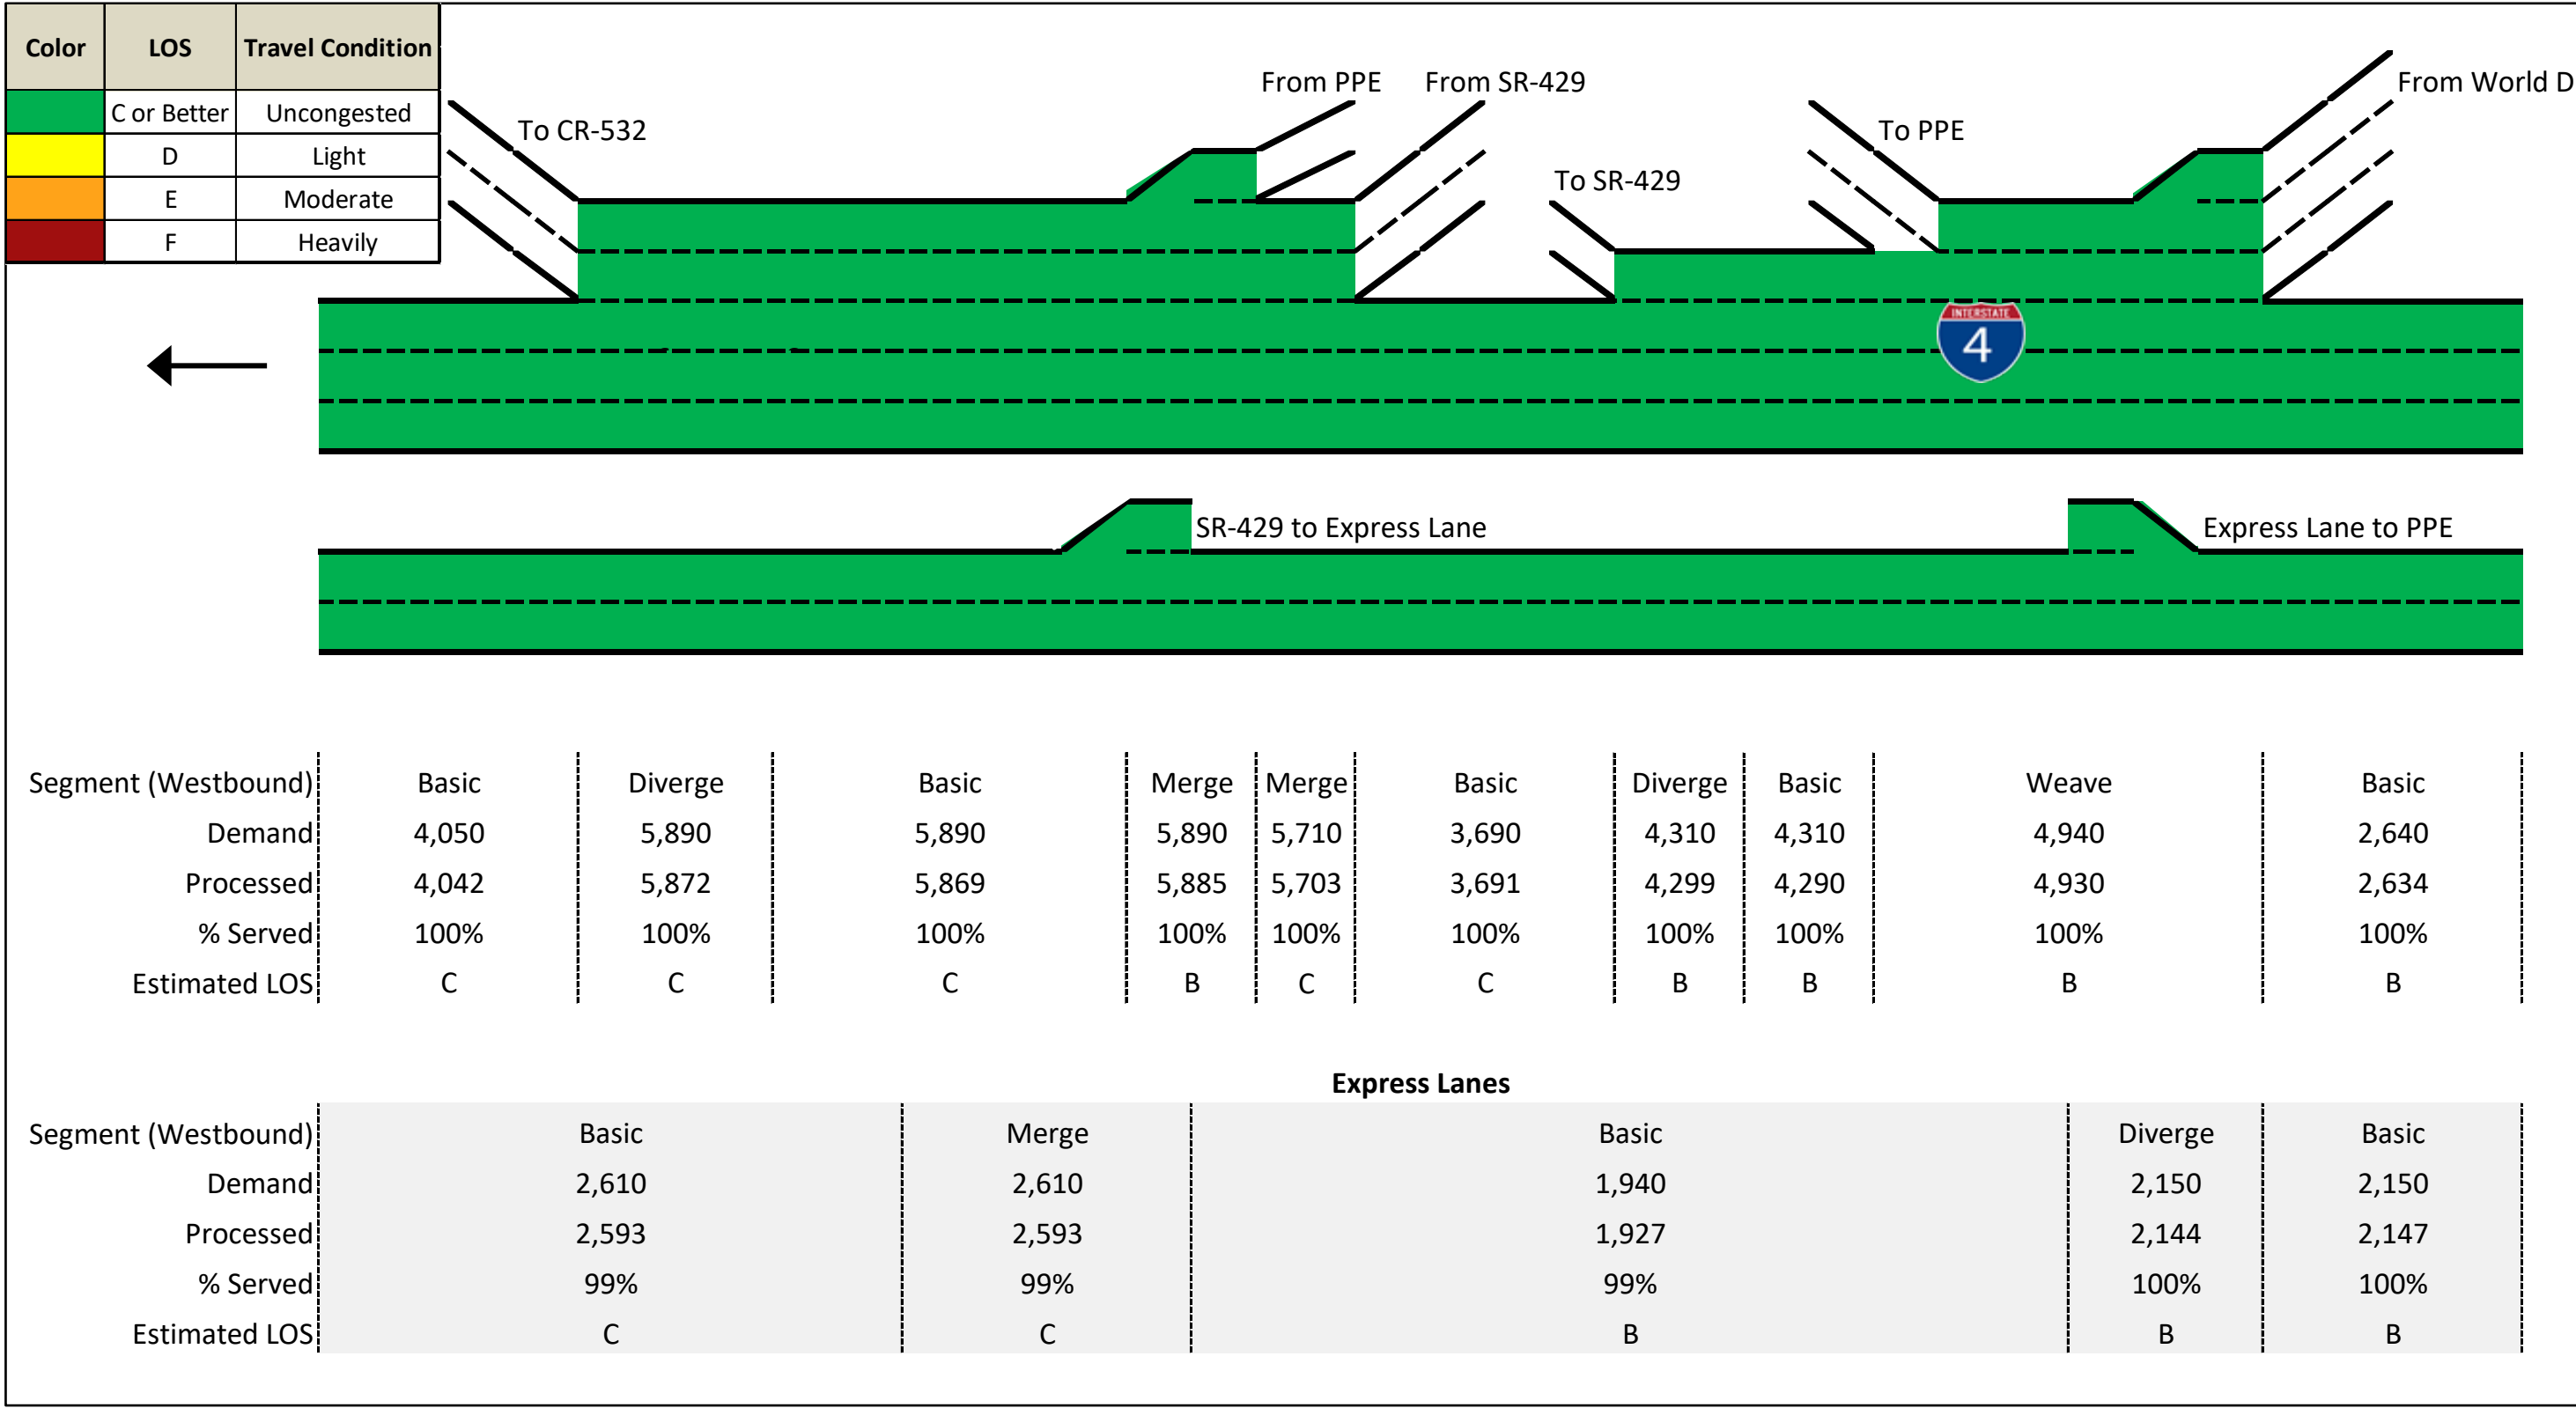 Color LOS Travel Condition
C or Better Uncongested
D Light
E Moderate
F Heavily
To CR-532
From PPE
From SR-429
To SR-429
To PPE
From World D
INTERSTATE
4
SR-429 to Express Lane
Express Lane to PPE
Segment (Westbound) Basic Diverge Basic Merge Merge Basic Diverge Basic Weave Basic
Demand 4,050 5,890 5,890 5,890 5,710 3,690 4,310 4,310 4,940 2,640
Processed 4,042 5,872 5,869 5,885 5,703 3,691 4,299 4,290 4,930 2,634
% Served 100% 100% 100% 100% 100% 100% 100% 100% 100% 100%
Estimated LOS C C C B C C B B B B
Express Lanes
Segment (Westbound) Basic Merge Basic Diverge Basic
Demand 2,610 2,610 1,940 2,150 2,150
Processed 2,593 2,593 1,927 2,144 2,147
% Served 99% 99% 99% 100% 100%
Estimated LOS C C B B B